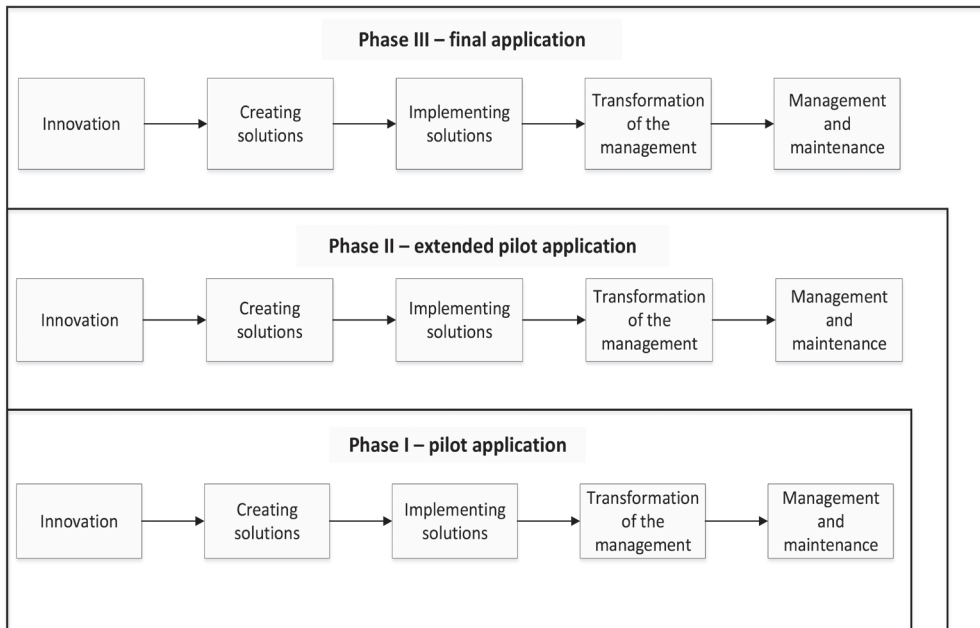 Phase III – final application
Innovation
Creating
solutions
Implementing
solutions
Transformation
of the
management
Management
and
maintenance
Phase II – extended pilot application
Innovation
Creating
solutions
Implementing
solutions
Transformation
of the
management
Management
and
maintenance
Phase I – pilot application
Innovation
Creating
solutions
Implementing
solutions
Transformation
of the
management
Management
and
maintenance